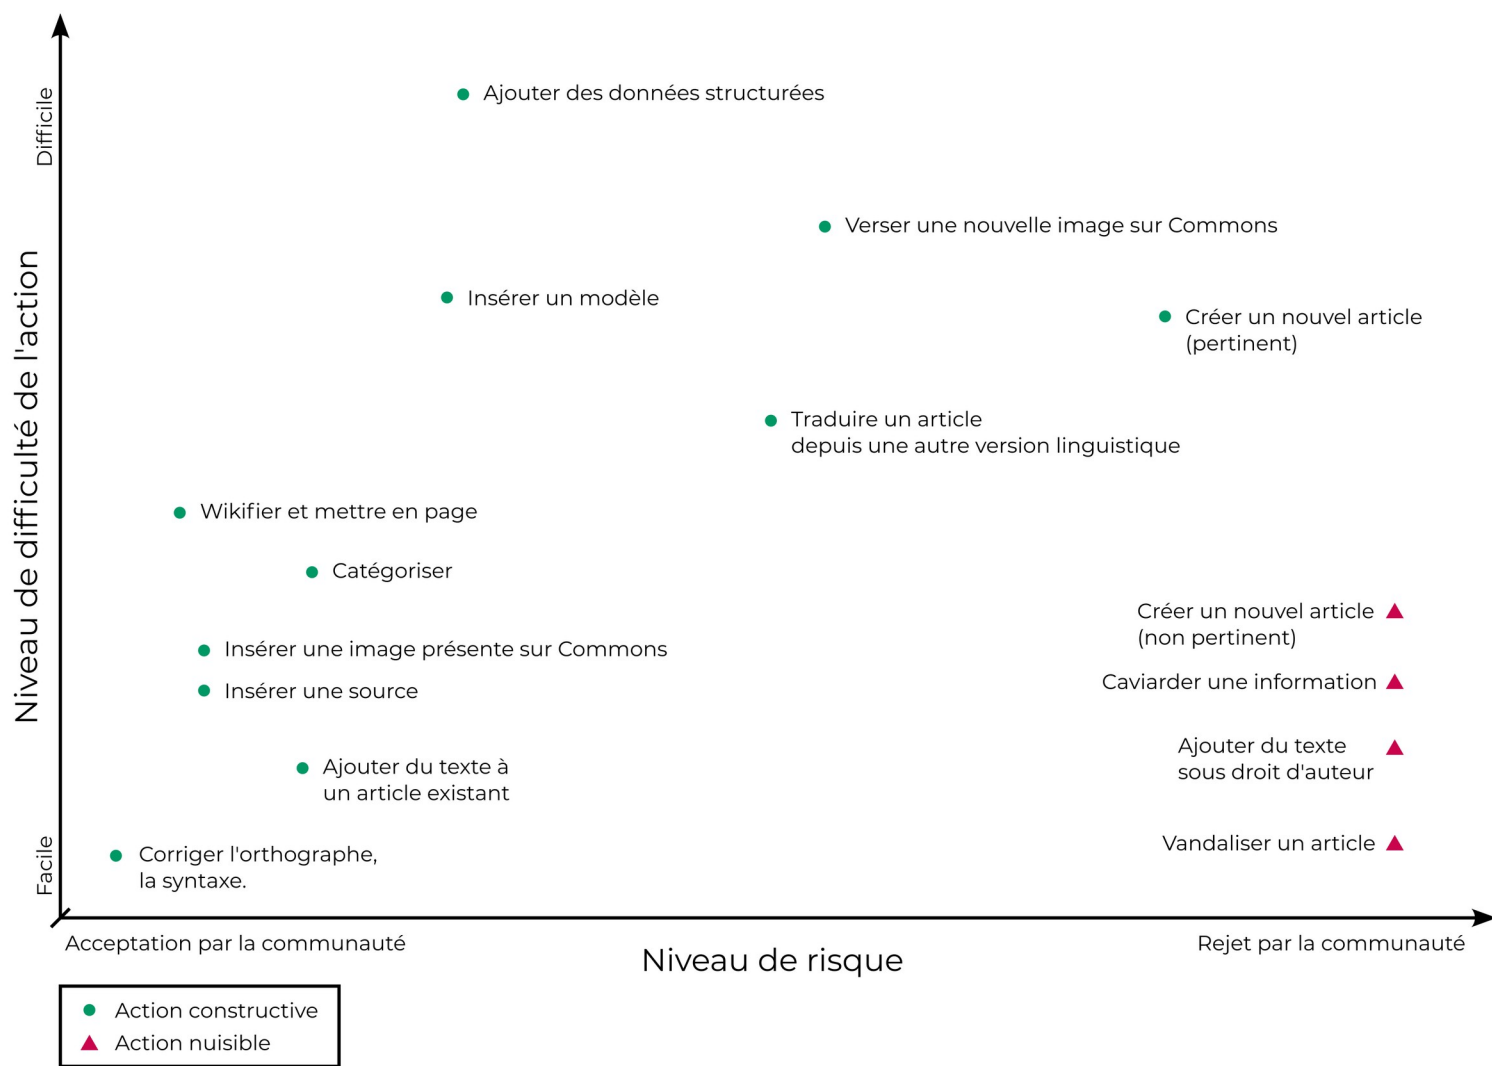 Difficile
Ajouter des données structurées
Verser une nouvelle image sur Commons
Insérer un modèle
Créer un nouvel article
(pertinent)
Niveau de difficulté de l'action
Traduire un article
depuis une autre version linguistique
Wikifier et mettre en page
Catégoriser
Créer un nouvel article
(non pertinent)
Insérer une image présente sur Commons
Caviarder une information
Insérer une source
Ajouter du texte
sous droit d'auteur
Ajouter du texte à
un article existant
Vandaliser un article
Facile
Corriger l'orthographe,
la syntaxe.
Acceptation par la communauté
Niveau de risque
Rejet par la communauté
Action constructive
Action nuisible